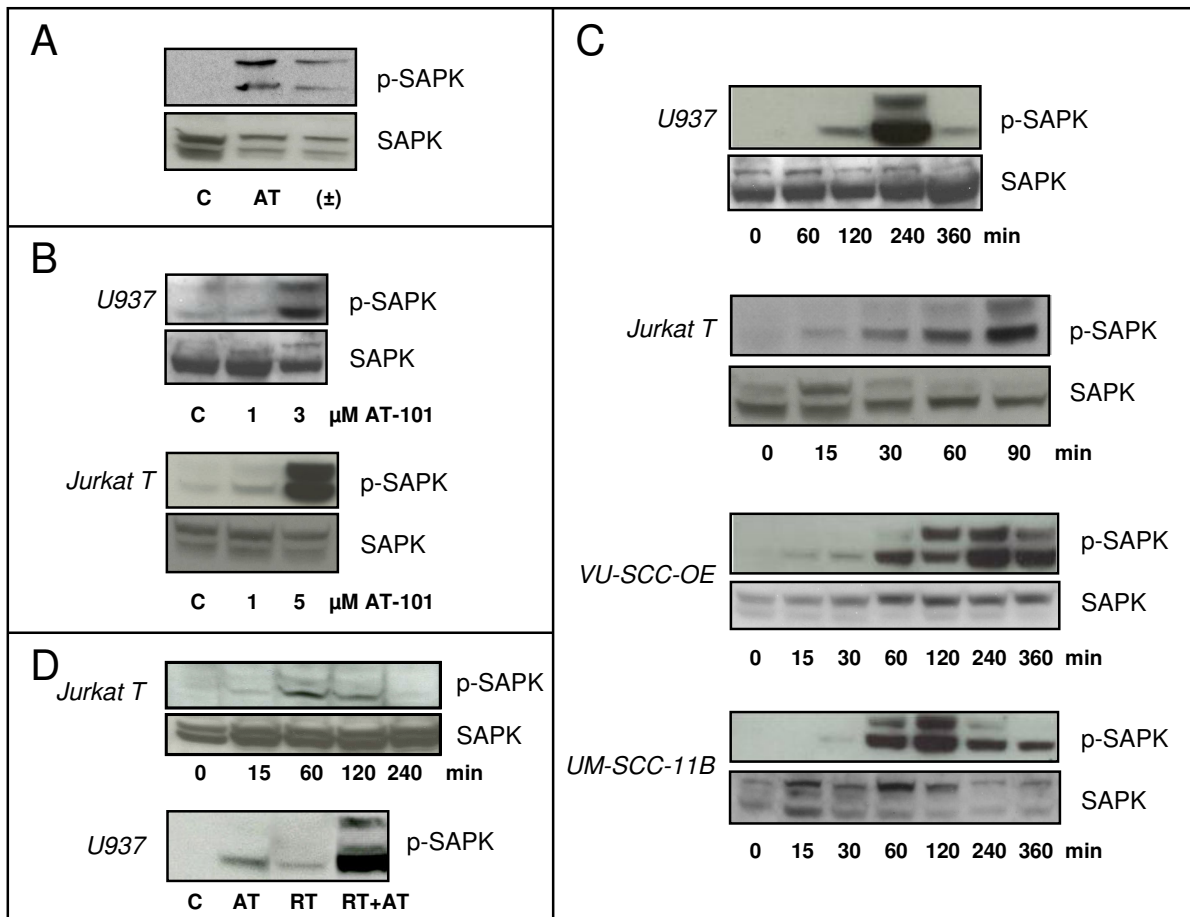 A
p-SAPK
SAPK
C AT (±)
B
U937
p-SAPK
SAPK
C 1 3 µM AT-101
Jurkat T
p-SAPK
SAPK
C 1 5 µM AT-101
C
U937
p-SAPK
SAPK
0 60 120 240 360 min
Jurkat T
p-SAPK
SAPK
0 15 30 60 90 min
VU-SCC-OE
p-SAPK
SAPK
0 15 30 60 120 240 360 min
UM-SCC-11B
p-SAPK
SAPK
0 15 30 60 120 240 360 min
D
Jurkat T
p-SAPK
SAPK
0 15 60 120 240 min
U937
p-SAPK
C AT RT RT+AT